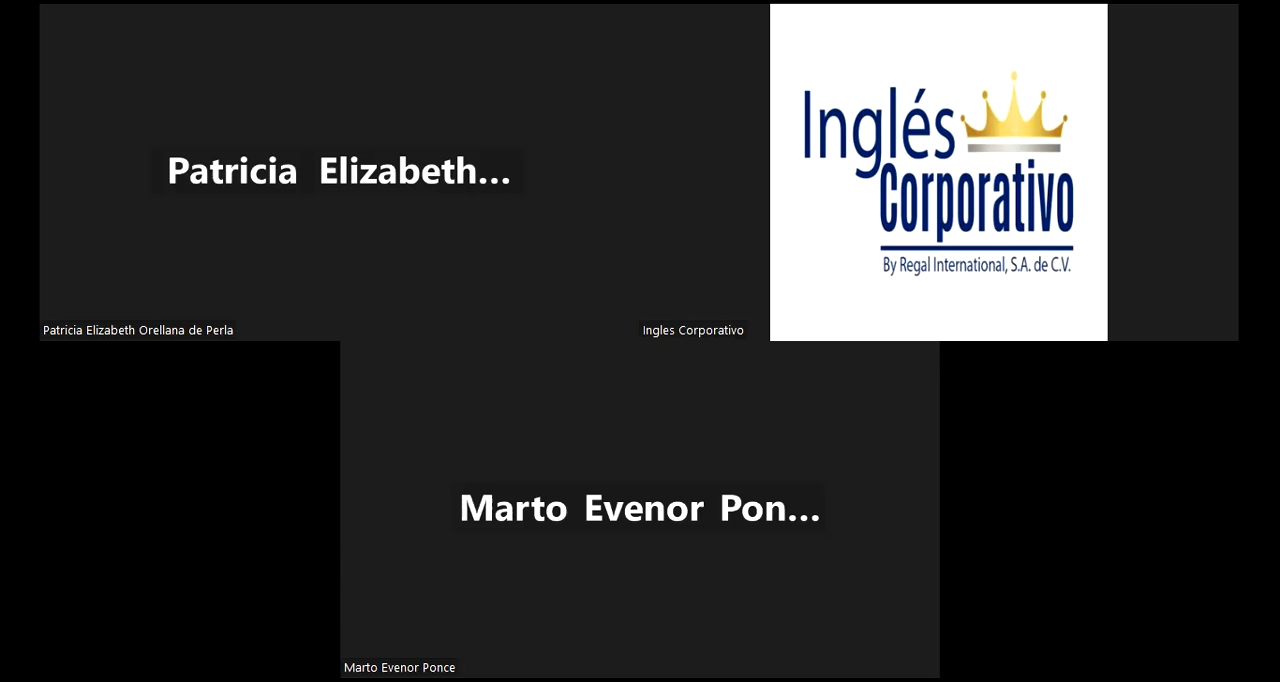 Patricia Elizabeth...
Patricia Elizabeth Orellana de Perla
Inglés
Corporativo
By Regal International, S.A. de C.V.
Ingles Corporativo
Marto Evenor Pon...
Marto Evenor Ponce